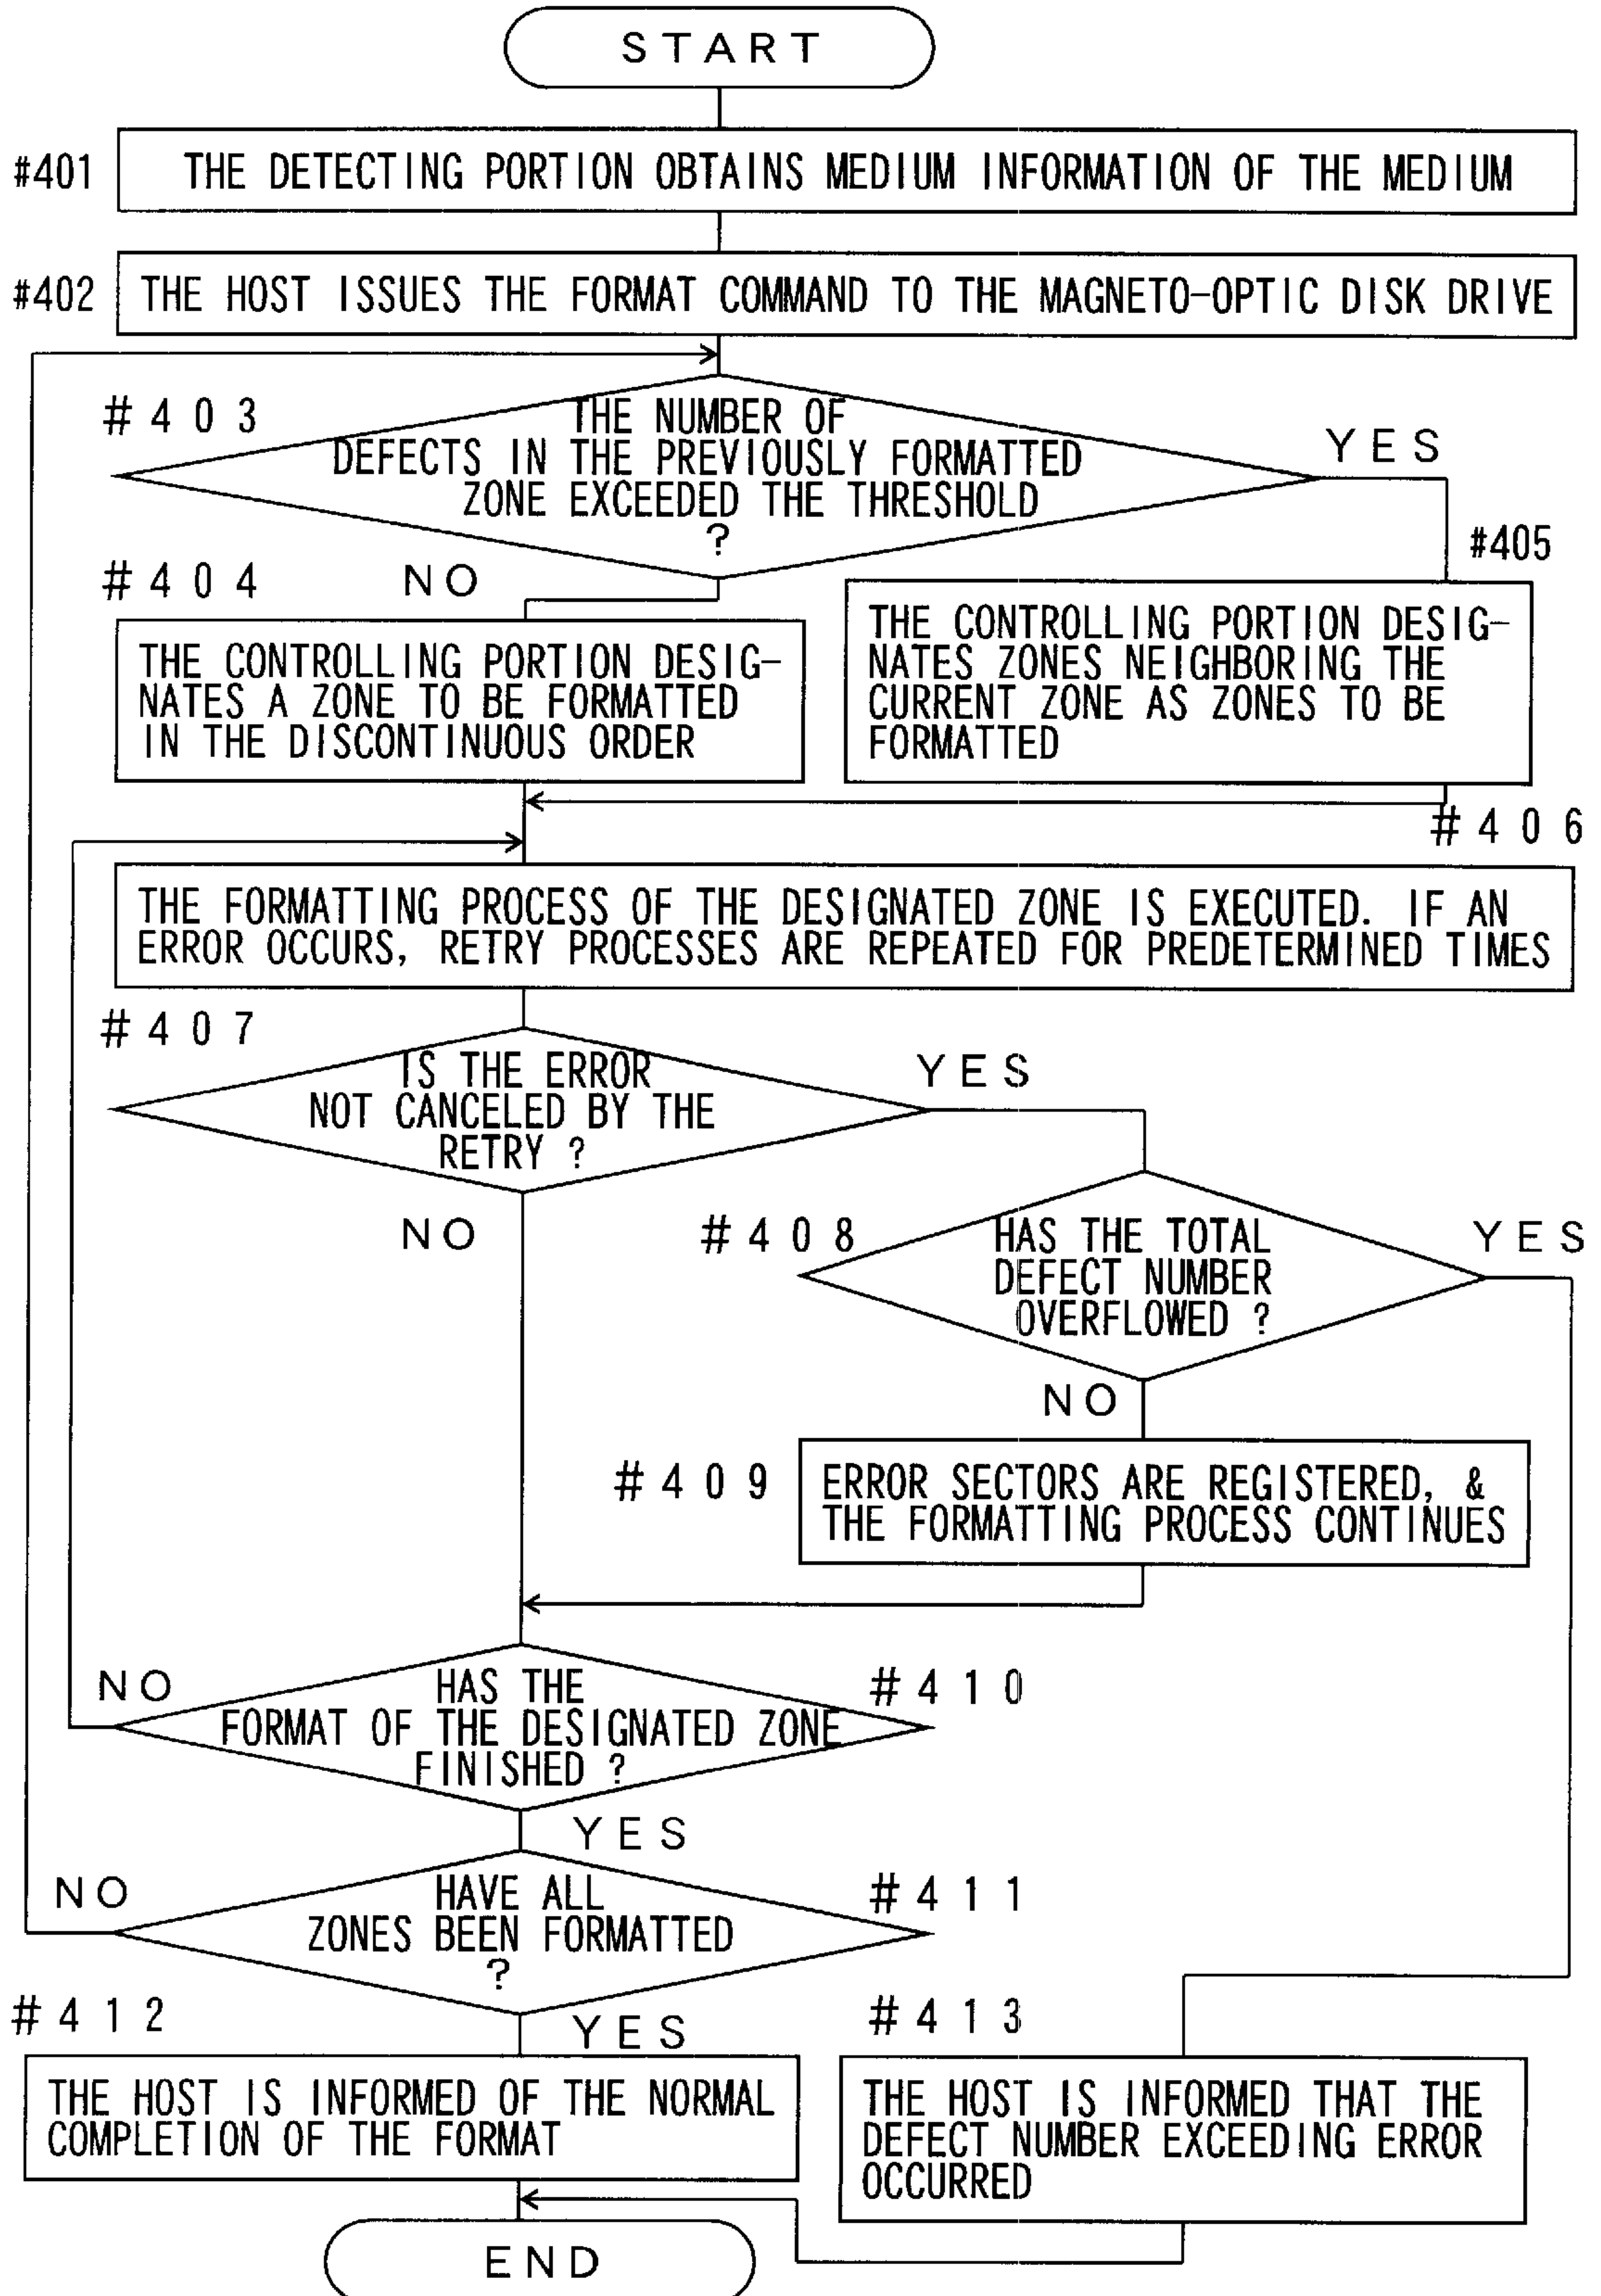 START
#401
THE DETECTING PORTION OBTAINS MEDIUM INFORMATION OF THE MEDIUM
#402
THE HOST ISSUES THE FORMAT COMMAND TO THE MAGNETO-OPTIC DISK DRIVE
#403
THE NUMBER OF
DEFECTS IN THE PREVIOUSLY FORMATTED
ZONE EXCEEDED THE THRESHOLD
?
YES
#404
NO
#405
THE CONTROLLING PORTION DESIG-
NATES A ZONE TO BE FORMATTED
IN THE DISCONTINUOUS ORDER
THE CONTROLLING PORTION DESIG-
NATES ZONES NEIGHBORING THE
CURRENT ZONE AS ZONES TO BE
FORMATTED
#406
THE FORMATTING PROCESS OF THE DESIGNATED ZONE IS EXECUTED. IF AN
ERROR OCCURS, RETRY PROCESSES ARE REPEATED FOR PREDETERMINED TIMES
#407
IS THE ERROR
NOT CANCELED BY THE
RETRY ?
YES
NO
#408
HAS THE TOTAL
DEFECT NUMBER
OVERFLOWED ?
YES
NO
#409
ERROR SECTORS ARE REGISTERED, &
THE FORMATTING PROCESS CONTINUES
NO
HAS THE
FORMAT OF THE DESIGNATED ZONE
FINISHED ?
#410
YES
NO
HAVE ALL
ZONES BEEN FORMATTED
?
#411
#412
YES
#413
THE HOST IS INFORMED OF THE NORMAL
COMPLETION OF THE FORMAT
THE HOST IS INFORMED THAT THE
DEFECT NUMBER EXCEEDING ERROR
OCCURRED
END